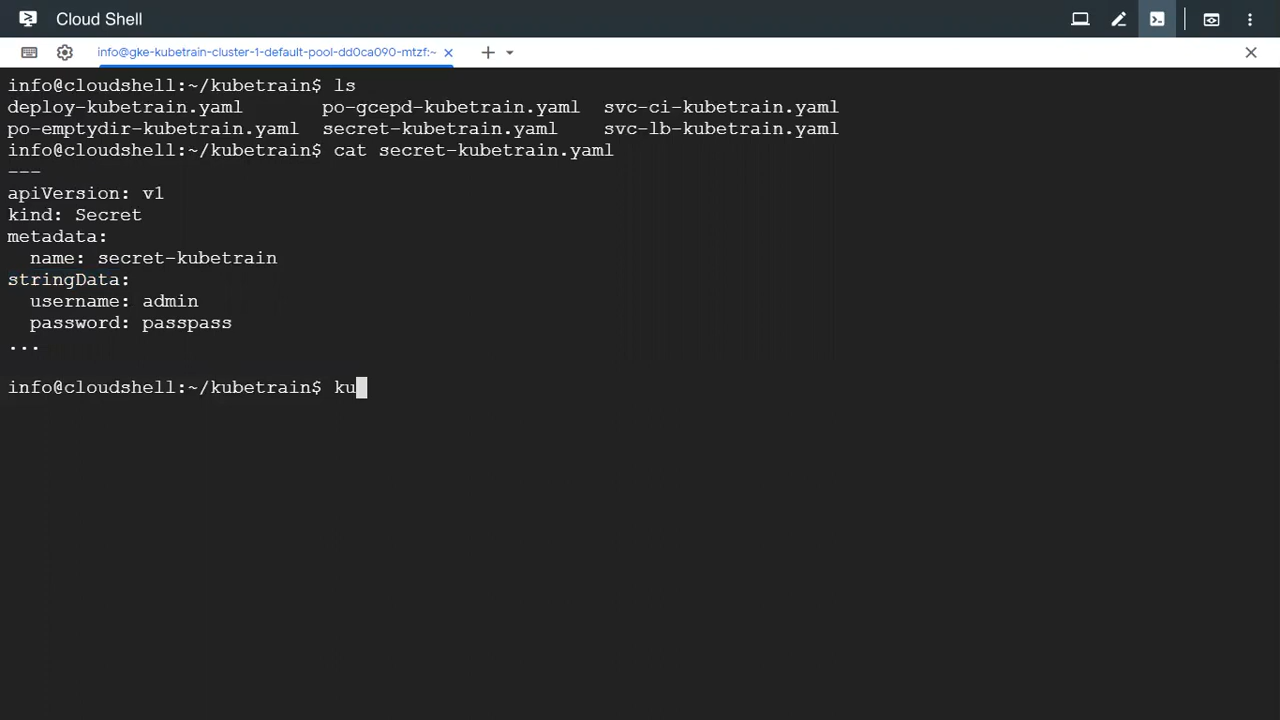 Cloud Shell
info@gke-kubetrain-cluster-1-default-pool-dd0ca090-mtzf:~
info@cloudshell:~/kubetrain$ ls
deploy-kubetrain.yaml po-gcepd-kubetrain.yaml svc-ci-kubetrain.yaml
po-emptydir-kubetrain.yaml secret-kubetrain.yaml svc-lb-kubetrain.yaml
info@cloudshell:~/kubetrain$ cat secret-kubetrain.yaml
---
apiVersion: v1
kind: Secret
metadata:
  name: secret-kubetrain
stringData:
  username: admin
  password: passpass
...
info@cloudshell:~/kubetrain$ ku